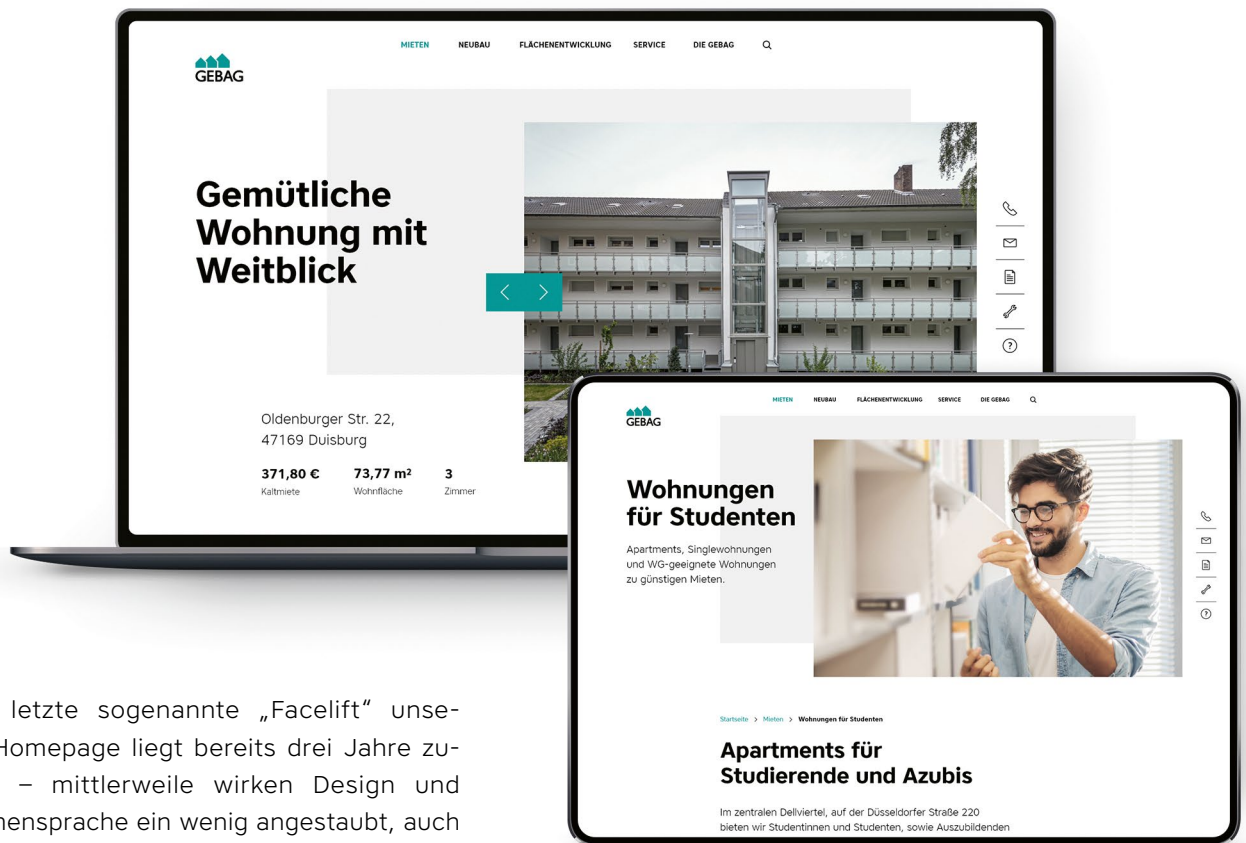 MIETEN NEUBAU FLÄCHENENTWICKLUNG SERVICE DIE GEBAG
GEBAG
Gemütliche
Wohnung mit
Weitblick
Oldenburger Str. 22,
47169 Duisburg
371,80 € 73,77 m² 3
Kaltmiete Wohnfläche Zimmer
MIETEN NEUBAU FLÄCHENENTWICKLUNG SERVICE DIE GEBAG
GEBAG
Wohnungen
für Studenten
Apartments, Singlewohnungen
und WG-geeignete Wohnungen
zu günstigen Mieten.
Startseite > Mieten > Wohnungen für Studenten
Apartments für
Studierende und Azubis
Im zentralen Dellviertel, auf der Düsseldorfer Straße 220
bieten wir Studentinnen und Studenten, sowie Auszubildenden
letzte sogenannte „Facelift“ unse-
Homepage liegt bereits drei Jahre zu-
– mittlerweile wirken Design und
mensprache ein wenig angestaubt, auch